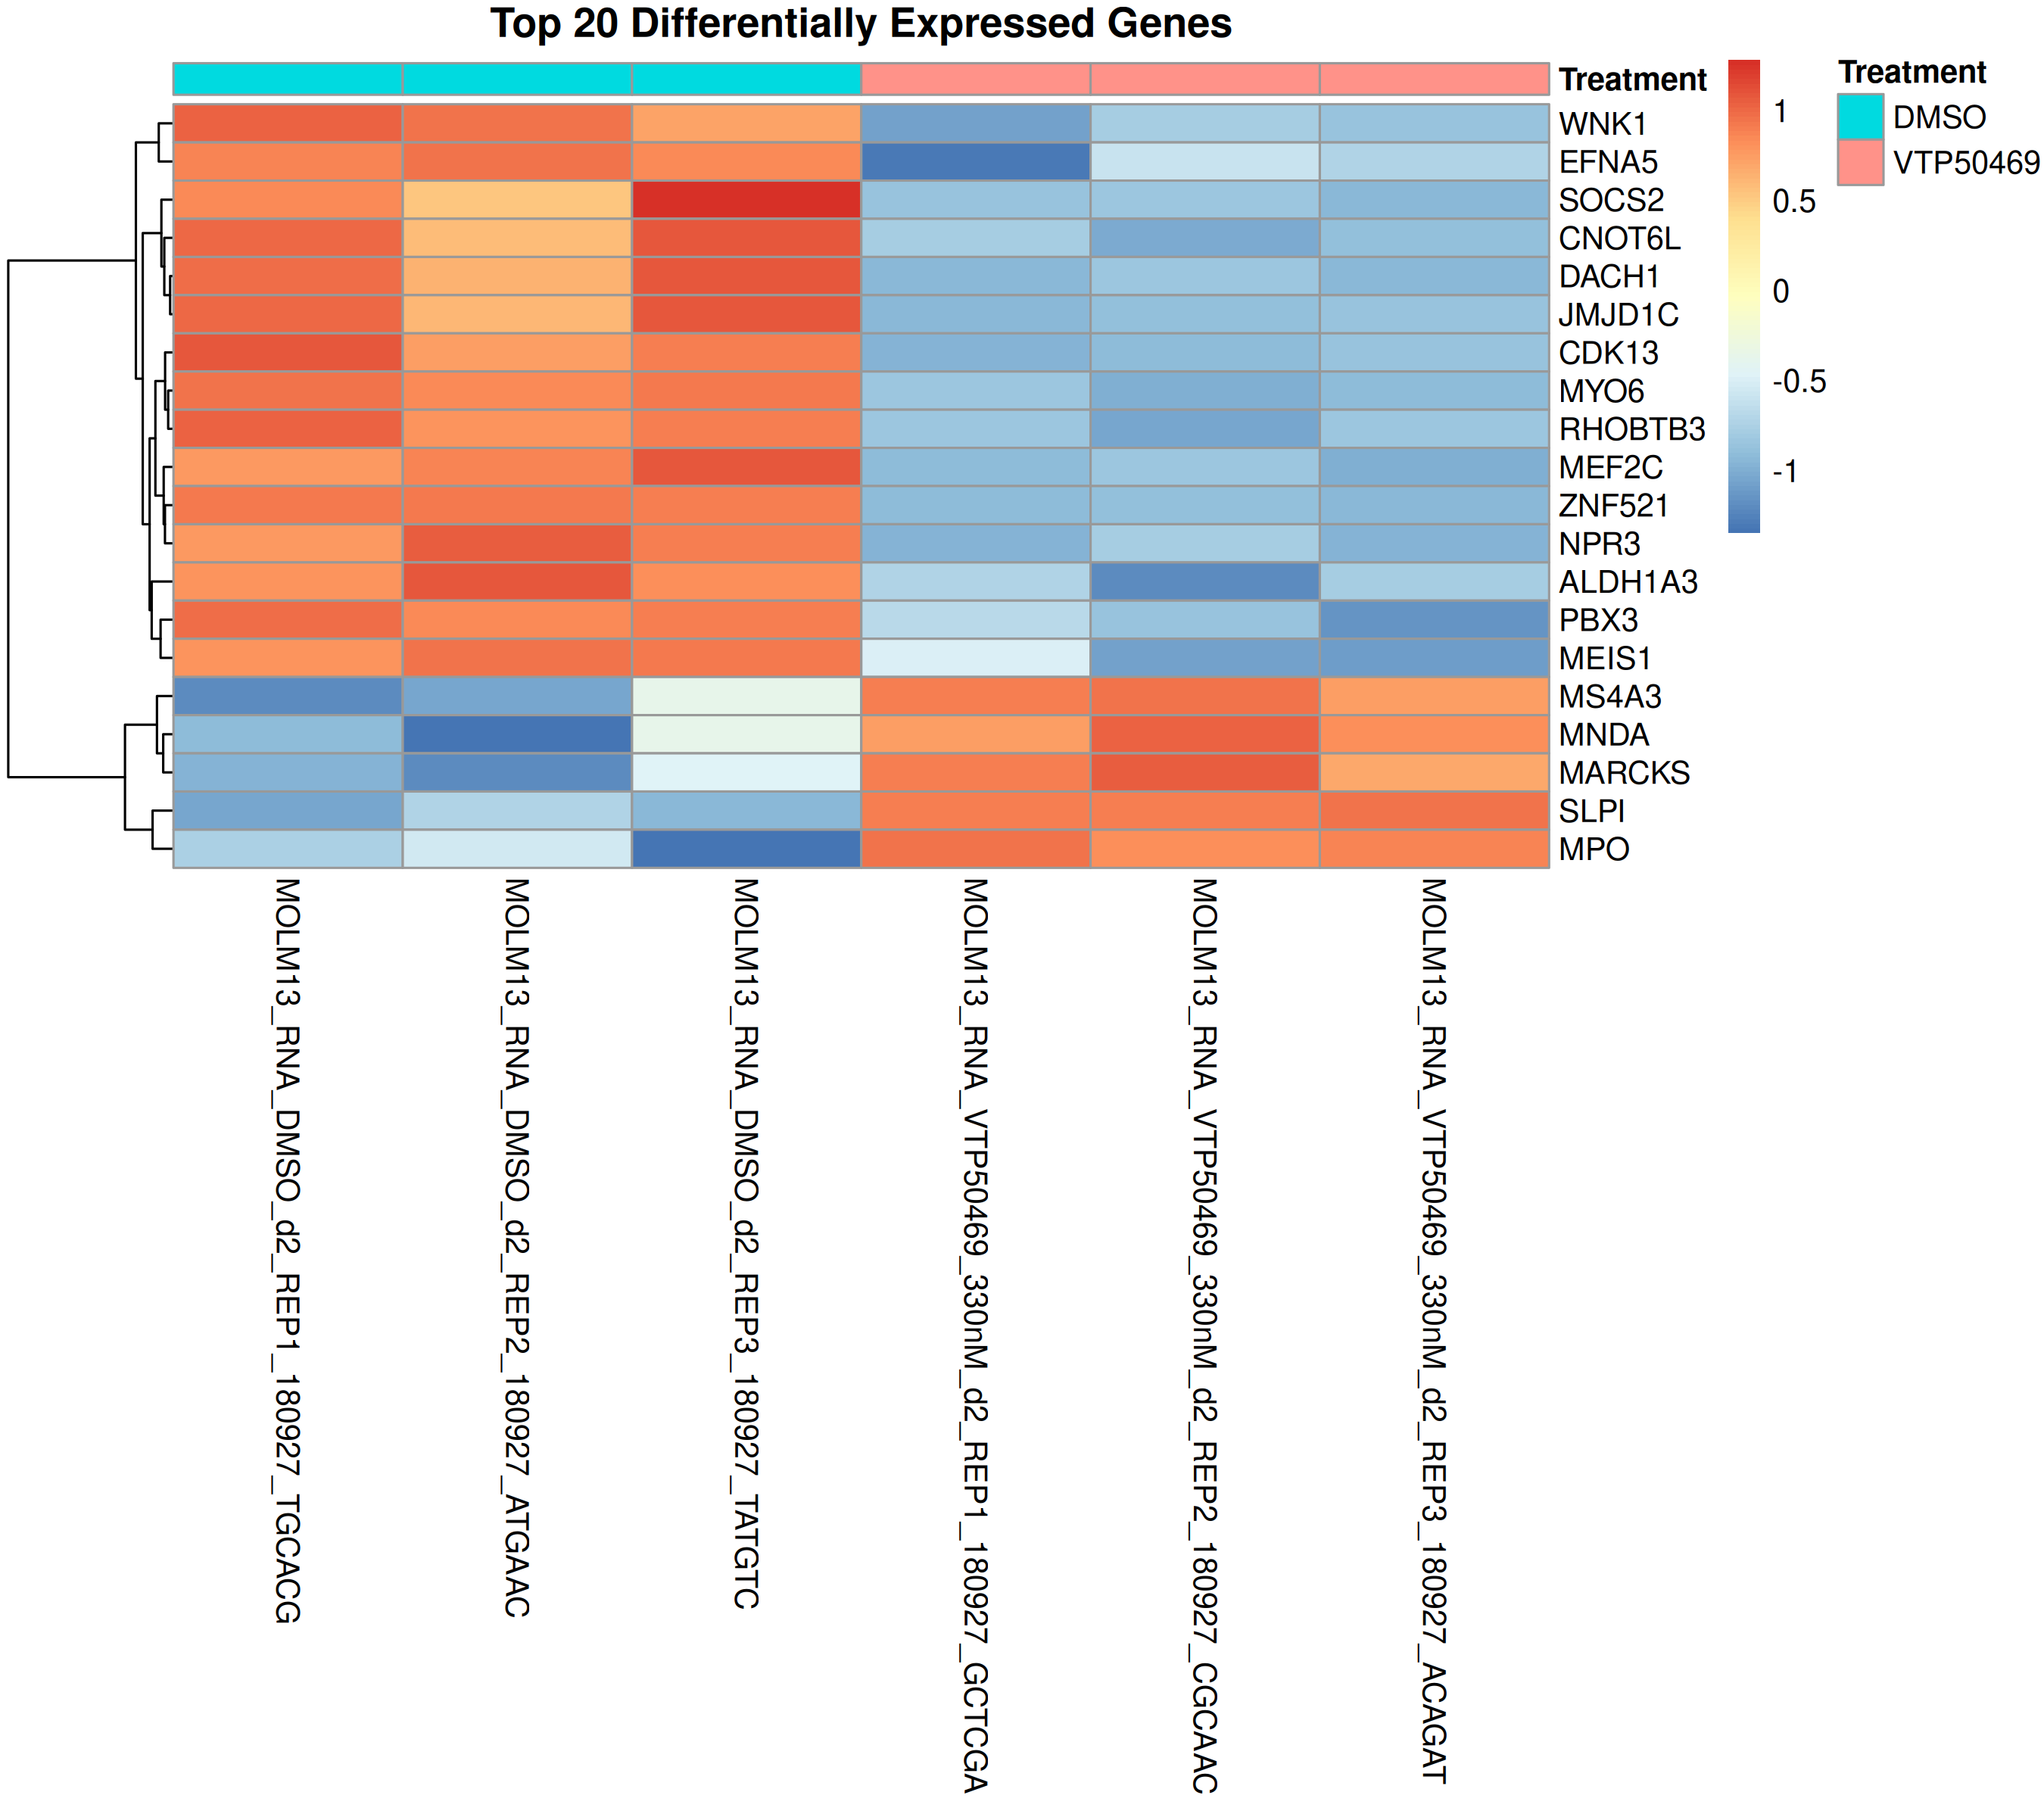 Top 20 Differentially Expressed Genes
Treatment
WNK1
EFNA5
SOCS2
CNOT6L
DACH1
JMJD1C
CDK13
MYO6
RHOBTB3
MEF2C
ZNF521
NPR3
ALDH1A3
PBX3
MEIS1
MS4A3
MNDA
MARCKS
SLPI
MPO
1
0.5
0
-0.5
-1
Treatment
DMSO
VTP50469
MOLM13_RNA_DMSO_d2_REP1_180927_TGCACG
MOLM13_RNA_DMSO_d2_REP2_180927_ATGAAC
MOLM13_RNA_DMSO_d2_REP3_180927_TATGTC
MOLM13_RNA_VTP50469_330nM_d2_REP1_180927_GCTCGA
MOLM13_RNA_VTP50469_330nM_d2_REP2_180927_CGCAAC
MOLM13_RNA_VTP50469_330nM_d2_REP3_180927_ACAGAT